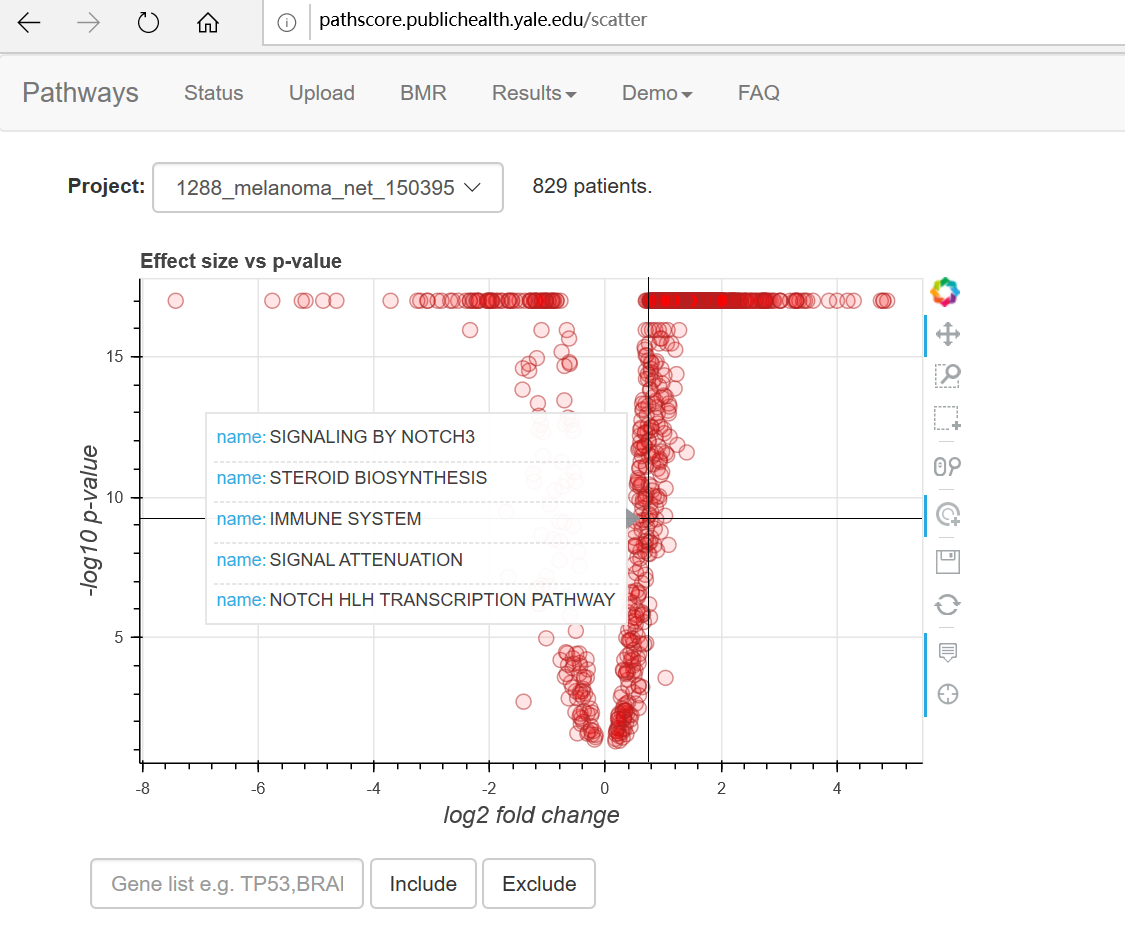 pathscore.publichealth.yale.edu/scatter
Pathways Status Upload BMR Results Demo FAQ
Project: 1288_melanoma_net_150395 829 patients.
Effect size vs p-value
15
10
5
-log10 p-value
name: SIGNALING BY NOTCH3
name: STEROID BIOSYNTHESIS
name: IMMUNE SYSTEM
name: SIGNAL ATTENUATION
name: NOTCH HLH TRANSCRIPTION PATHWAY
-8 -6 -4 -2 0 2 4
log2 fold change
Gene list e.g. TP53,BRAI Include Exclude